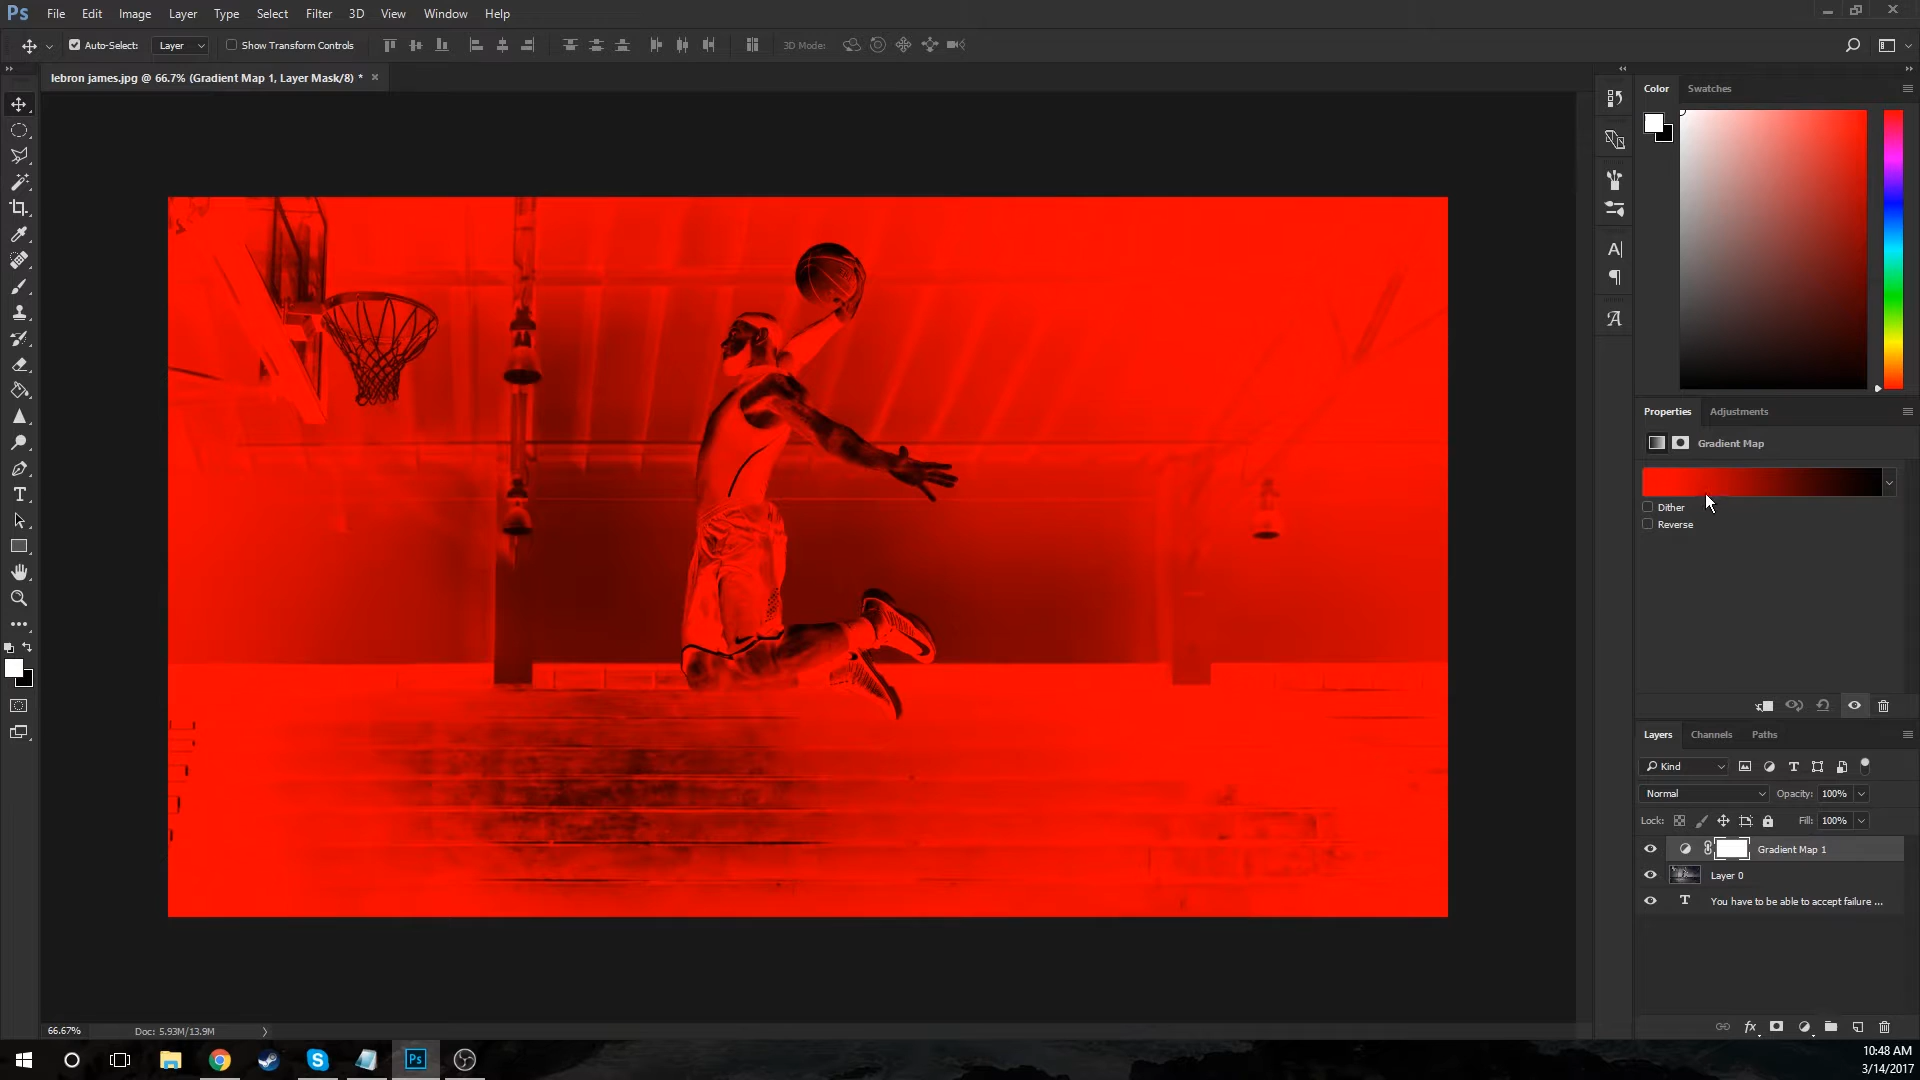 Ps File Edit Image Layer Type Select Filter 3D View Window Help
Auto-Select: Layer Show Transform Controls 3D Mode:
lebron james.jpg @ 66.7% (Gradient Map 1, Layer Mask/8) * ×
Color Swatches
Properties Adjustments
Gradient Map
Dither
Reverse
Layers Channels Paths
Kind
Normal Opacity: 100%
Lock: Fill: 100%
Gradient Map 1
Layer 0
T You have to be able to accept failure ...
fx
66.67% Doc: 5.93M/13.9M
Ps
10:48 AM
3/14/2017